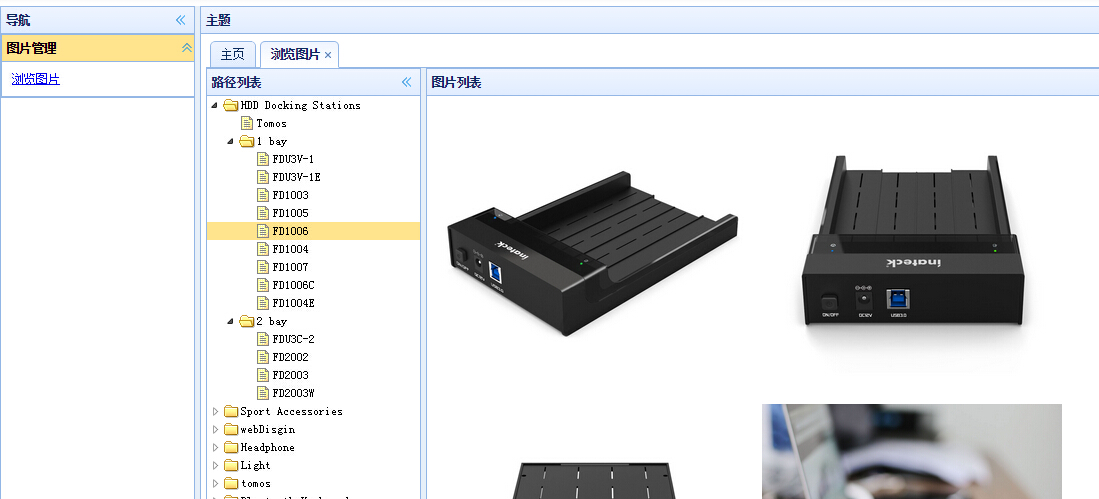 导航
主题
图片管理
浏览图片
主页
浏览图片
路径列表
图片列表
HDD Docking Stations
Tomos
1 bay
FDU3V-1
FDU3V-1E
FD1003
FD1005
FD1006
FD1004
FD1007
FD1006C
FD1004E
2 bay
FDU3C-2
FD2002
FD2003
FD2003W
Sport Accessories
webDisgin
Headphone
Light
tomos
inateck
ON/OFF
DC12V
USB3.0
inateck
ON/OFF
DC12V
USB3.0